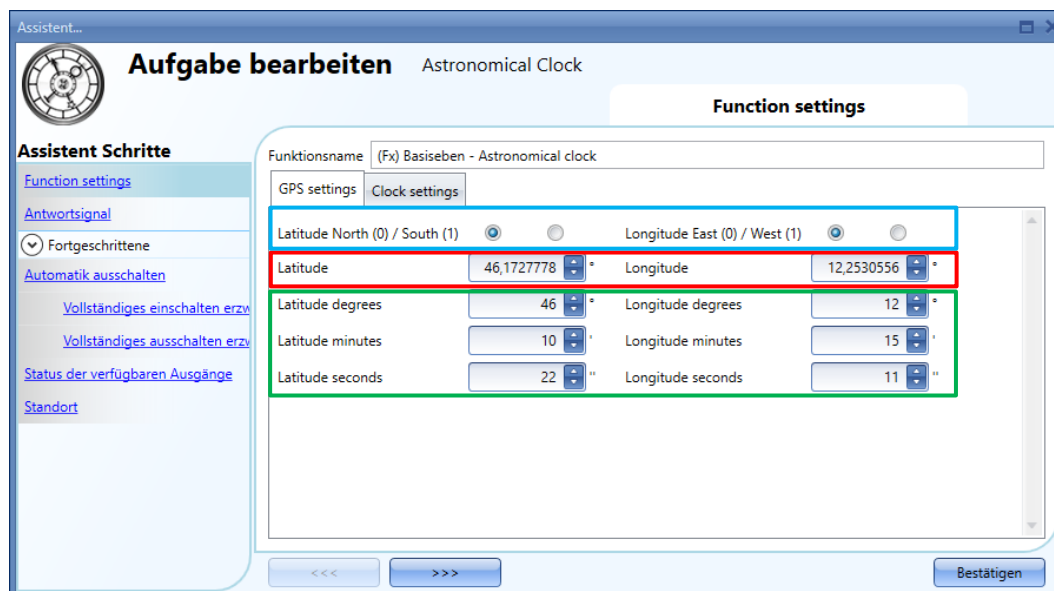 Assistent...
Aufgabe bearbeiten Astronomical Clock
Function settings
Assistent Schritte
Function settings
Antwortsignal
Fortgeschrittene
Automatik ausschalten
Vollständiges einschalten erzw
Vollständiges ausschalten erzw
Status der verfügbaren Ausgänge
Standort
Funktionsname (Fx) Basiseben - Astronomical clock
GPS settings Clock settings
Latitude North (0) / South (1) Longitude East (0) / West (1)
Latitude 46,1727778 ° Longitude 12,2530556 °
Latitude degrees 46 ° Longitude degrees 12 °
Latitude minutes 10 ' Longitude minutes 15 '
Latitude seconds 22 " Longitude seconds 11 "
<<< >>> Bestätigen